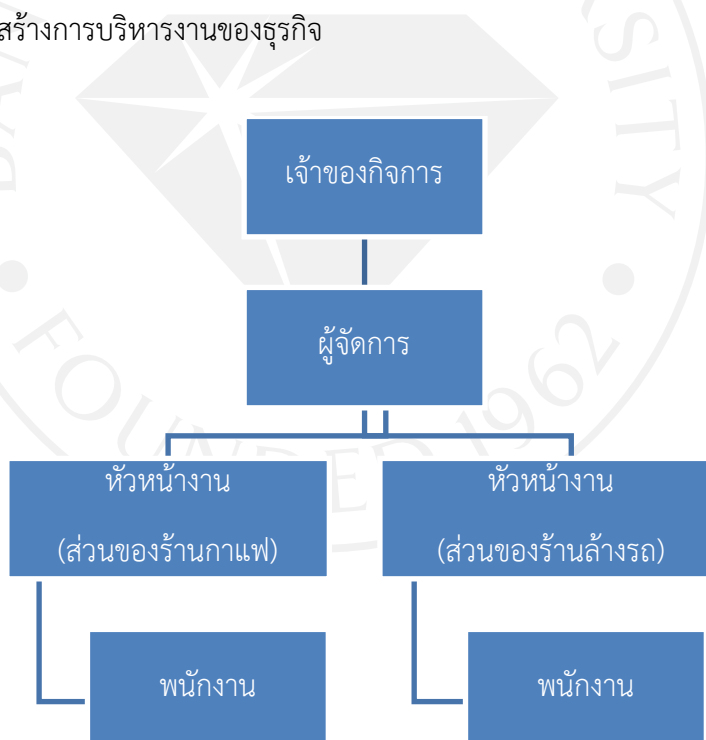 สร้างการบริหารงานของธุรกิจ
เจ้าของกิจการ
ผู้จัดการ
หัวหน้างาน
(ส่วนของร้านกาแฟ)
หัวหน้างาน
(ส่วนของร้านล้างรถ)
พนักงาน
พนักงาน
FOUNDED 1962